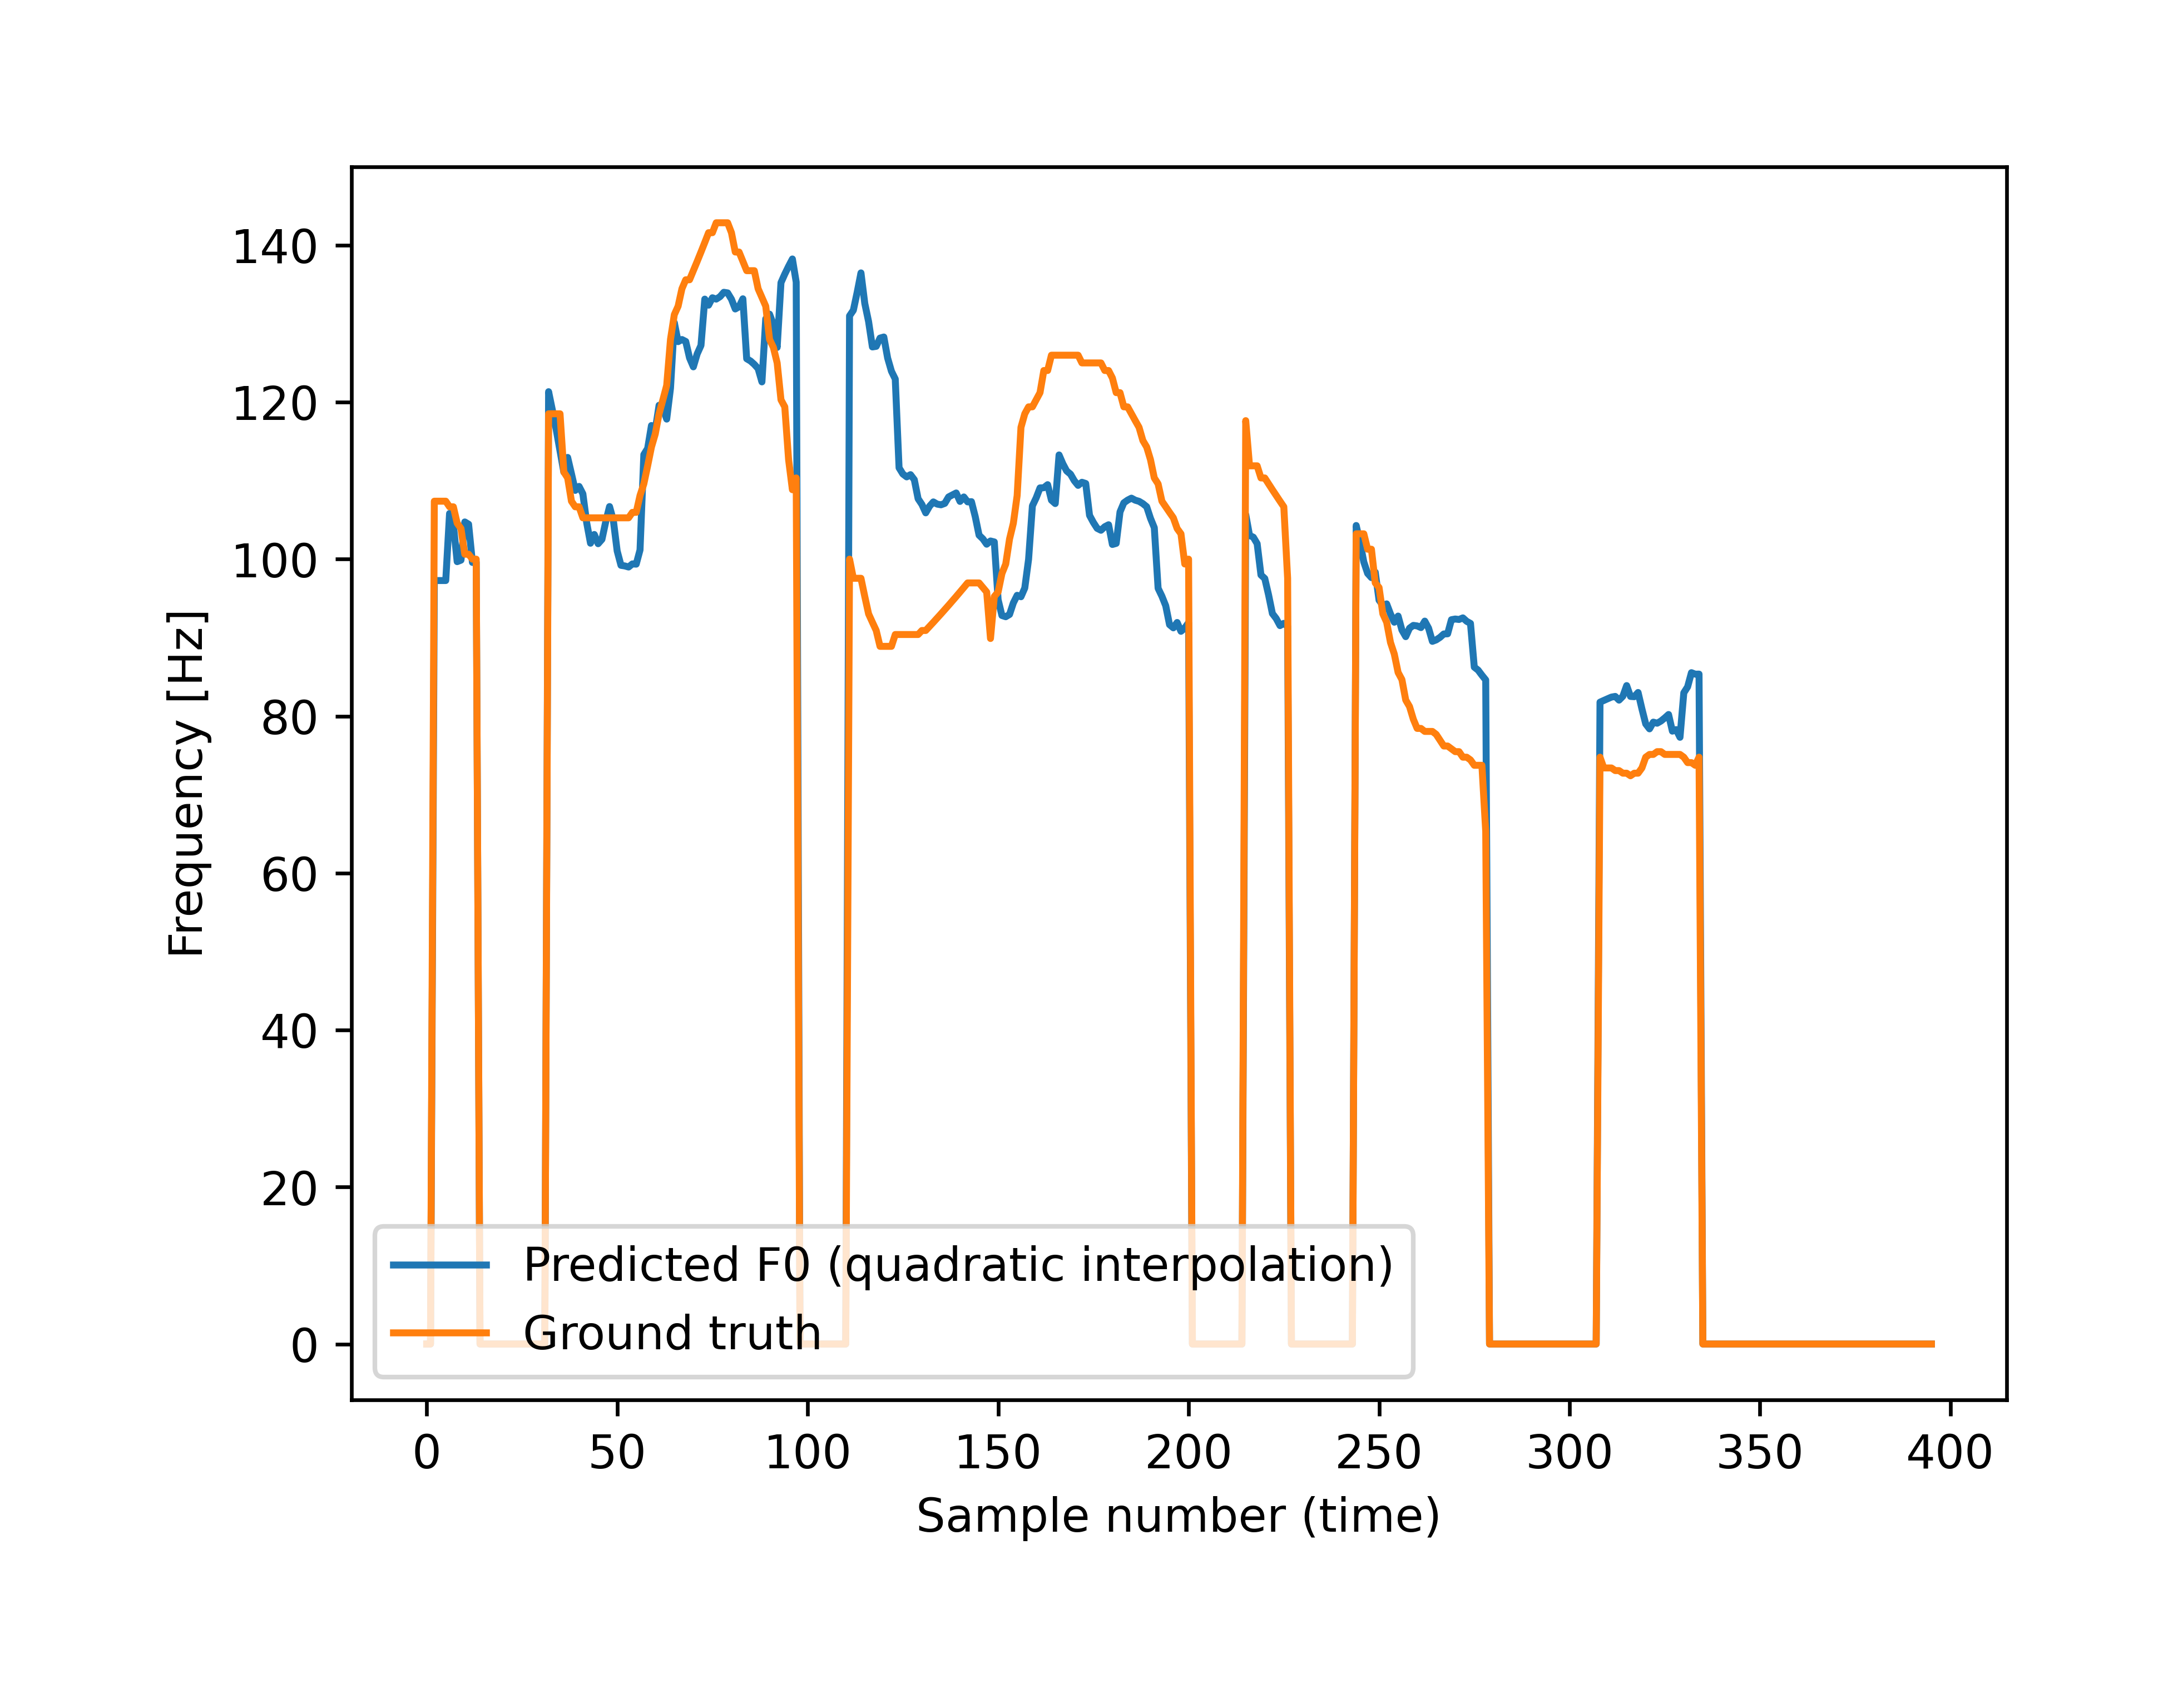 140
120
100
80
60
40
20
0
Frequency [Hz]
Predicted F0 (quadratic interpolation)
Ground truth
0 50 100 150 200 250 300 350 400
Sample number (time)